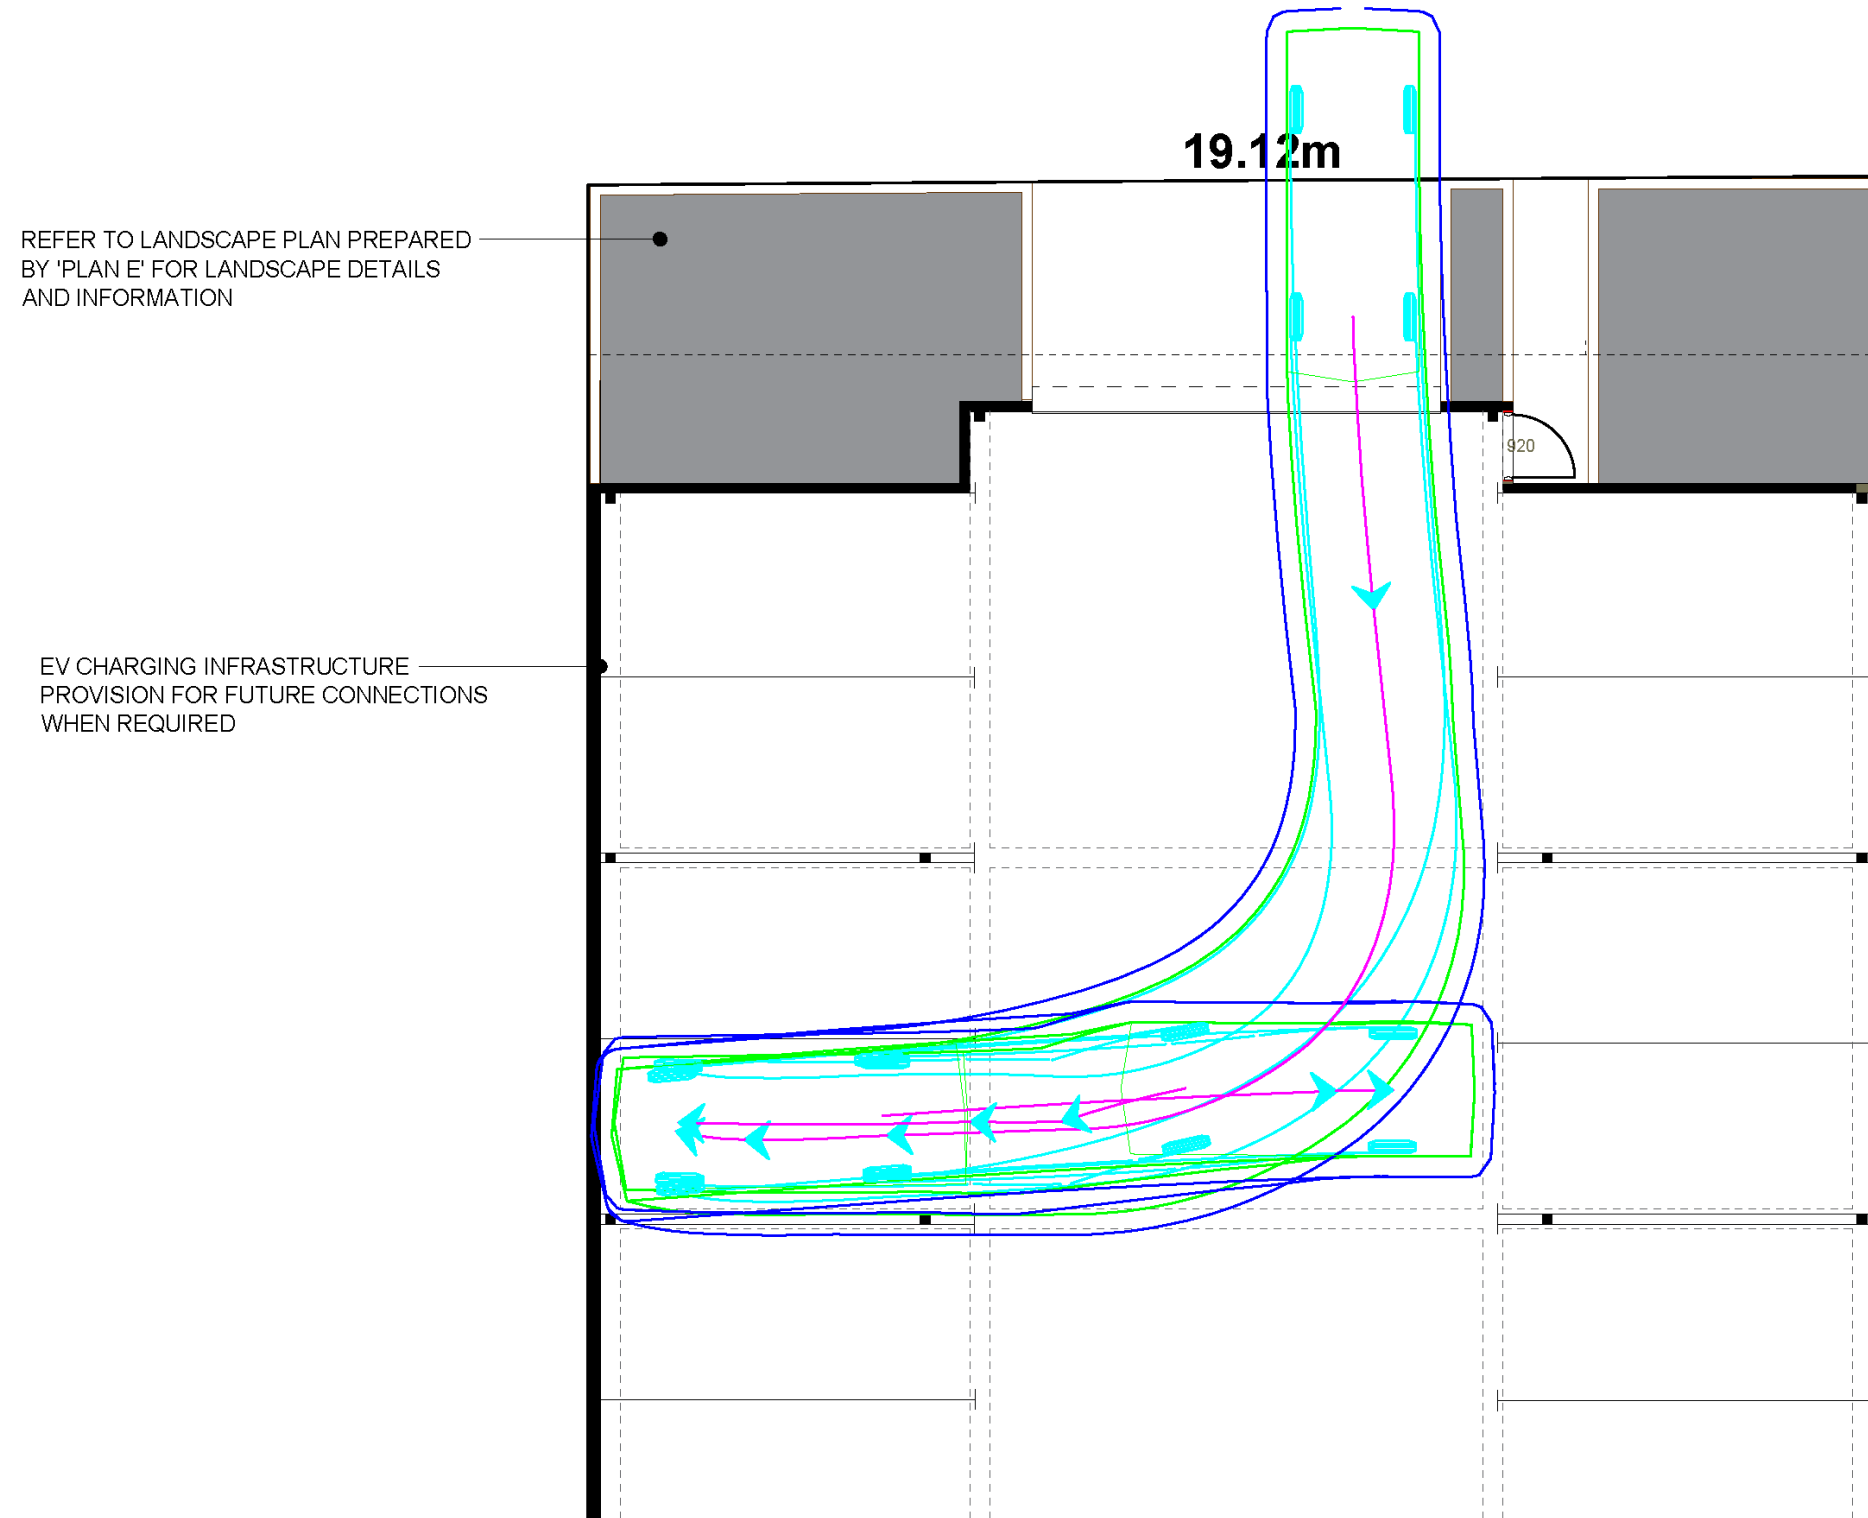 19.12m
REFER TO LANDSCAPE PLAN PREPARED
BY 'PLAN E' FOR LANDSCAPE DETAILS
AND INFORMATION
920
EV CHARGING INFRASTRUCTURE
PROVISION FOR FUTURE CONNECTIONS
WHEN REQUIRED